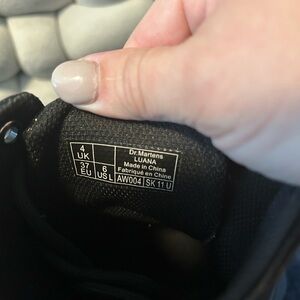 4 UK
37 EU
6 US L
Dr.Martens
LUANA
Made in China
Fabriqué en Chine
AW004 SK 11 U